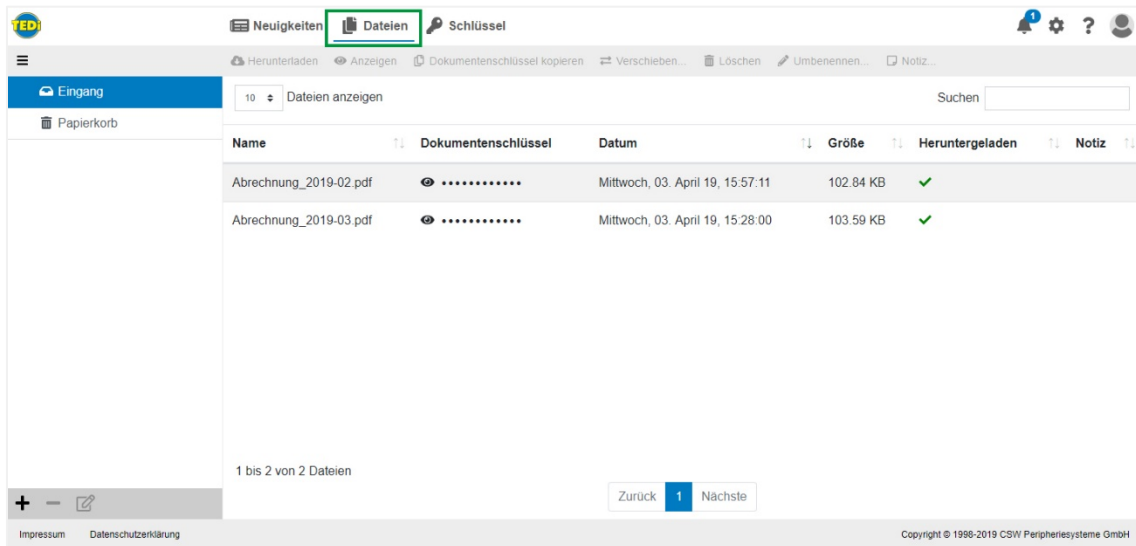 TEDi
Neuigkeiten Dateien Schlüssel 1 ?
Herunterladen Anzeigen Dokumentenschlüssel kopieren Verschieben... Löschen Umbenennen... Notiz...
Eingang
Papierkorb
10 Dateien anzeigen Suchen
Name Dokumentenschlüssel Datum Größe Heruntergeladen Notiz
Abrechnung_2019-02.pdf •••••••••••• Mittwoch, 03. April 19, 15:57:11 102.84 KB
Abrechnung_2019-03.pdf •••••••••••• Mittwoch, 03. April 19, 15:28:00 103.59 KB
1 bis 2 von 2 Dateien
Zurück 1 Nächste
Impressum Datenschutzerklärung Copyright © 1998-2019 CSW Peripheriesysteme GmbH